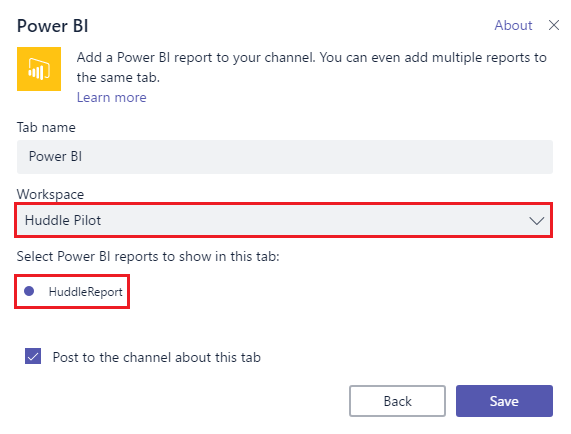 Power BI
About
Add a Power BI report to your channel. You can even add multiple reports to
the same tab.
Learn more
Tab name
Power BI
Workspace
Huddle Pilot
Select Power BI reports to show in this tab:
HuddleReport
Post to the channel about this tab
Back
Save